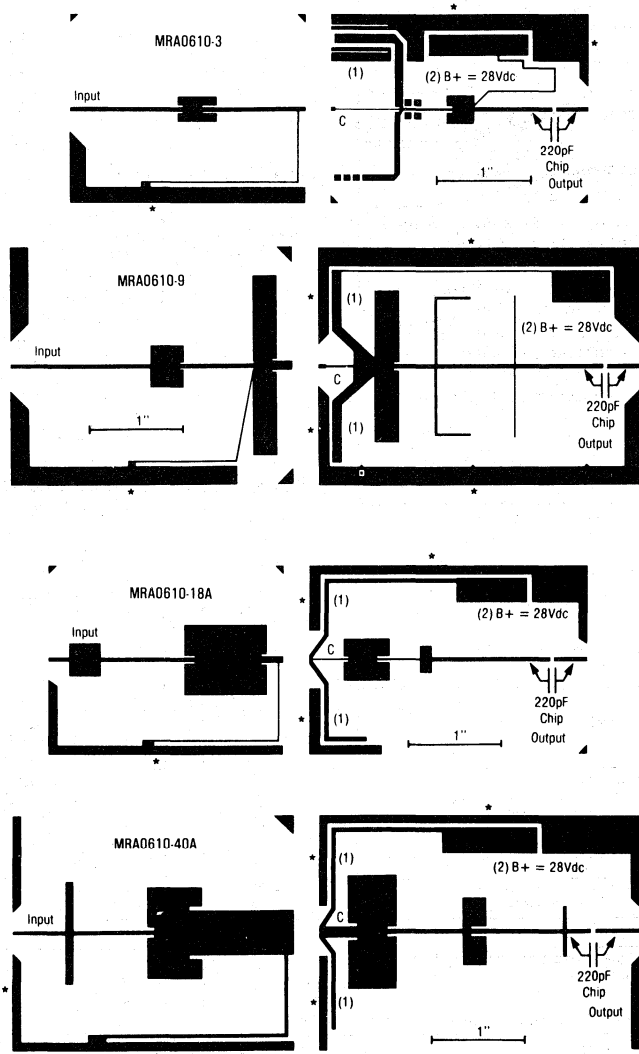 MRA0610-3
*
*
Input
(1)
(2) B+ = 28Vdc
C
220pF
Chip
Output
1"
*
MRA0610-9
*
*
(1)
(2) B+ = 28Vdc
Input
C
1"
220pF
Chip
Output
(1)
*
*
*
MRA0610-18A
*
*
(1)
(2) B+ = 28Vdc
Input
C
220pF
Chip
Output
(1)
1"
*
*
MRA0610-40A
*
*
(1)
(2) B+ = 28Vdc
Input
C
220pF
Chip
Output
(1)
1"
*
*